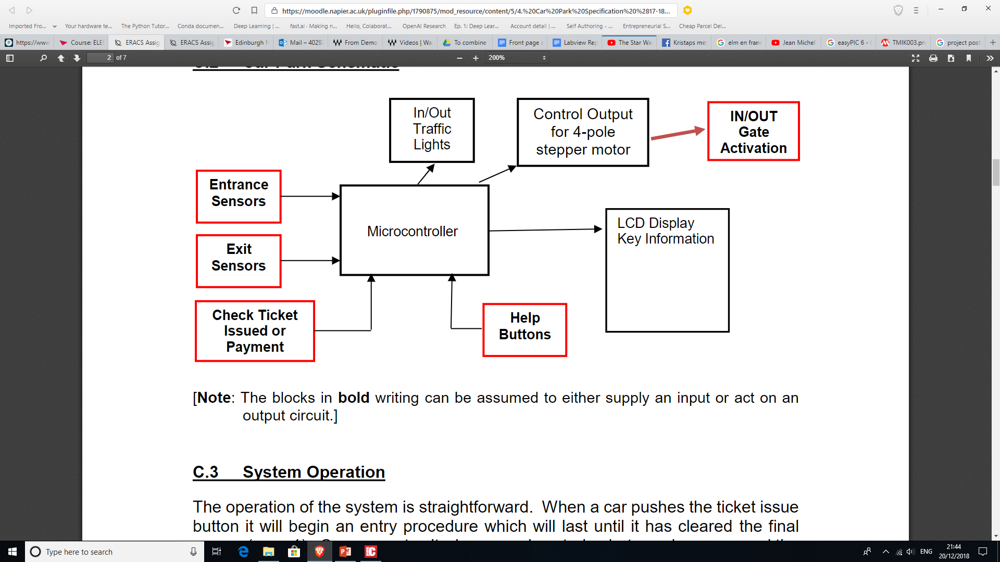 https://moodle.napier.ac.uk/pluginfile.php/1790875/mod_resource/content/5/4.%20Car%20Park%20Specification%20%2817-18...
Imported Fro... Your hardware te... The Python Tutor... Conda documen... Deep Learning | ... fast.ai · Making n... Hello, Colaborat... OpenAI Research Ep. 1: Deep Lear... Account detail | ... Self Authoring - ... Entrepreneurial S... Cheap Parcel Del...
https://www Course: ELE ERACS Assig ERACS Assig Edinburgh Mail – 4029 From Demo Videos | Wa To combine Front page Labview Rep The Star Wa Kristaps me elm en fran Jean Michel easyPIC 6 - TMIK003.pn project post
2 of 7
200%
C.2 Car Park Schematic
In/Out
Traffic
Lights
Control Output
for 4-pole
stepper motor
IN/OUT
Gate
Activation
Entrance
Sensors
Microcontroller
LCD Display
Key Information
Exit
Sensors
Check Ticket
Issued or
Payment
Help
Buttons
[Note: The blocks in bold writing can be assumed to either supply an input or act on an
output circuit.]
C.3 System Operation
The operation of the system is straightforward. When a car pushes the ticket issue
button it will begin an entry procedure which will last until it has cleared the final
Type here to search
ENG
21:44
20/12/2018